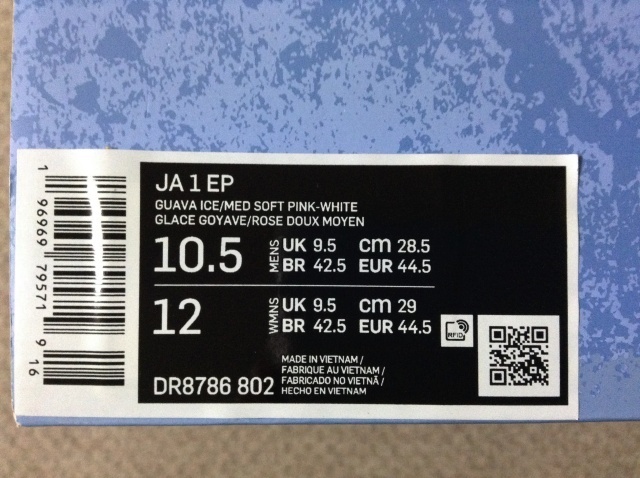 JA 1 EP
GUAVA ICE/MED SOFT PINK-WHITE
GLACE GOYAVE/ROSE DOUX MOYEN
10.5 MENS UK 9.5 cm 28.5
BR 42.5 EUR 44.5
12 WMNS UK 9.5 cm 29
BR 42.5 EUR 44.5
RFID
MADE IN VIETNAM /
FABRIQUE AU VIETNAM /
FABRICADO NO VIETNÃ /
HECHO EN VIETNAM
DR8786 802
1 96969 79571 9 16